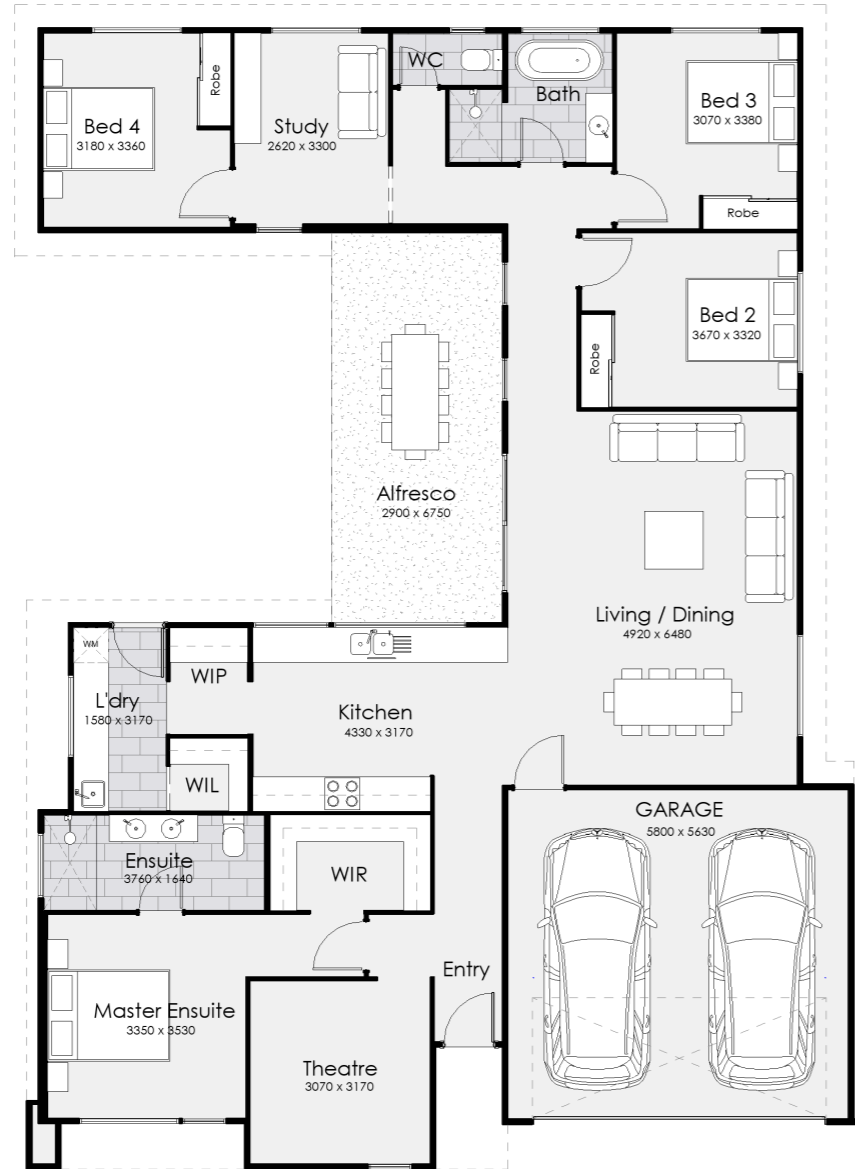 WC
Robe
Bath
Bed 3
3070 x 3380
Bed 4
3180 x 3360
Study
2620 x 3300
Robe
Bed 2
3670 x 3320
Robe
Alfresco
2900 x 6750
Living / Dining
4920 x 6480
WM
WIP
L'dry
1580 x 3170
Kitchen
4330 x 3170
WIL
GARAGE
5800 x 5630
Ensuite
3760 x 1640
WIR
Entry
Master Ensuite
3350 x 3530
Theatre
3070 x 3170